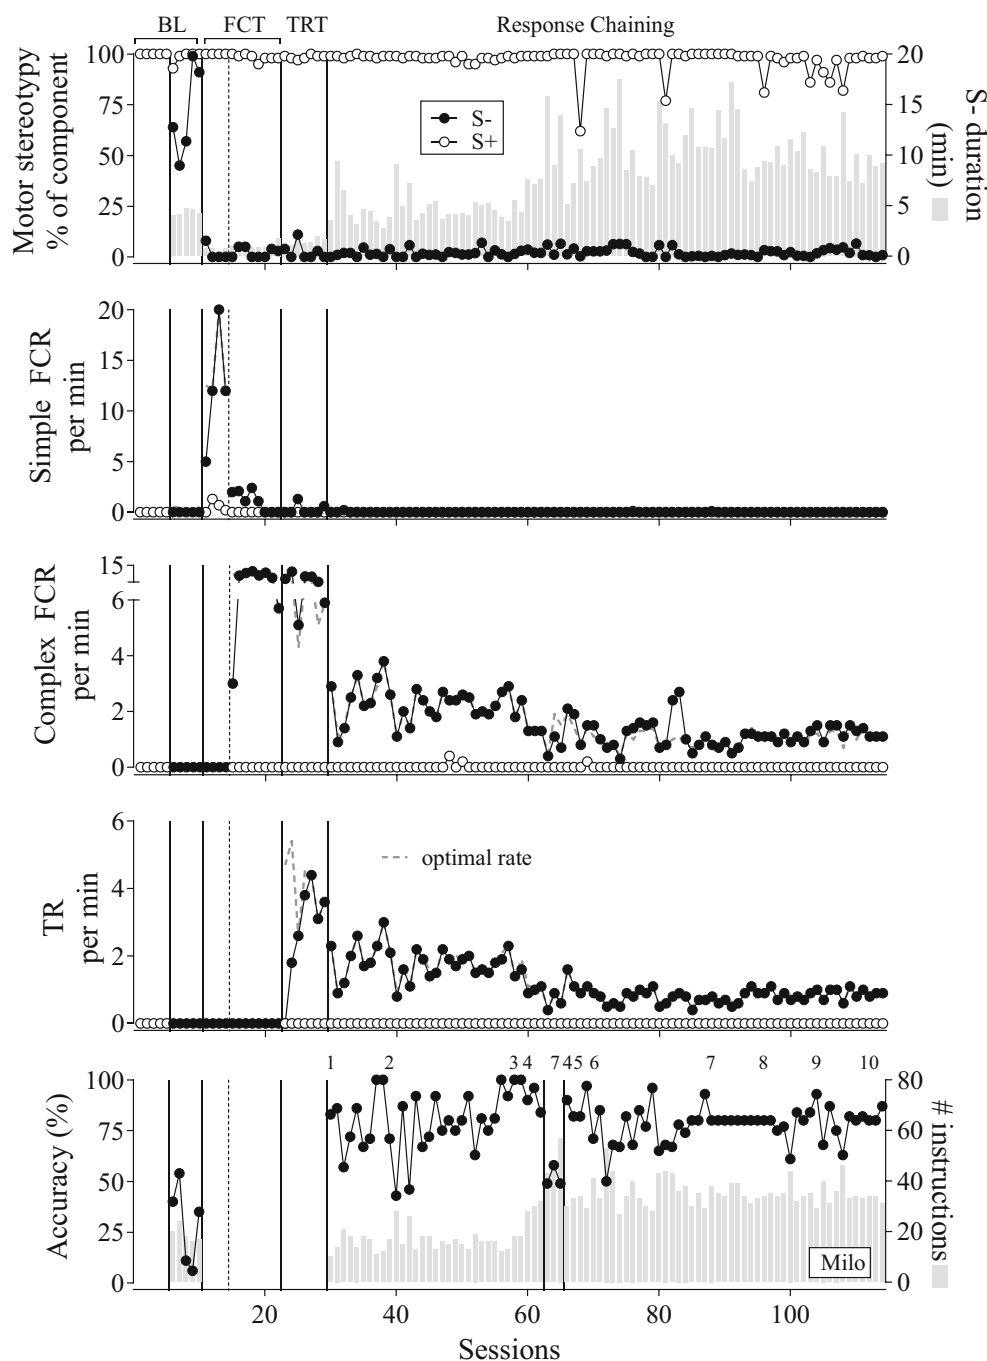 BL FCT TRT Response Chaining
Motor stereotypy
% of component
100
75
50
25
0
S-
S+
20
15
10
5
0
S- duration
(min)
Simple FCR
per min
20
15
10
5
0
Complex FCR
per min
15
6
4
2
0
TR
per min
6
4
2
0
optimal rate
1 2 3 4 7 4 5 6 7 8 9 10
Accuracy (%)
100
75
50
25
0
80
60
40
20
0
# instructions
Milo
20 40 60 80 100
Sessions